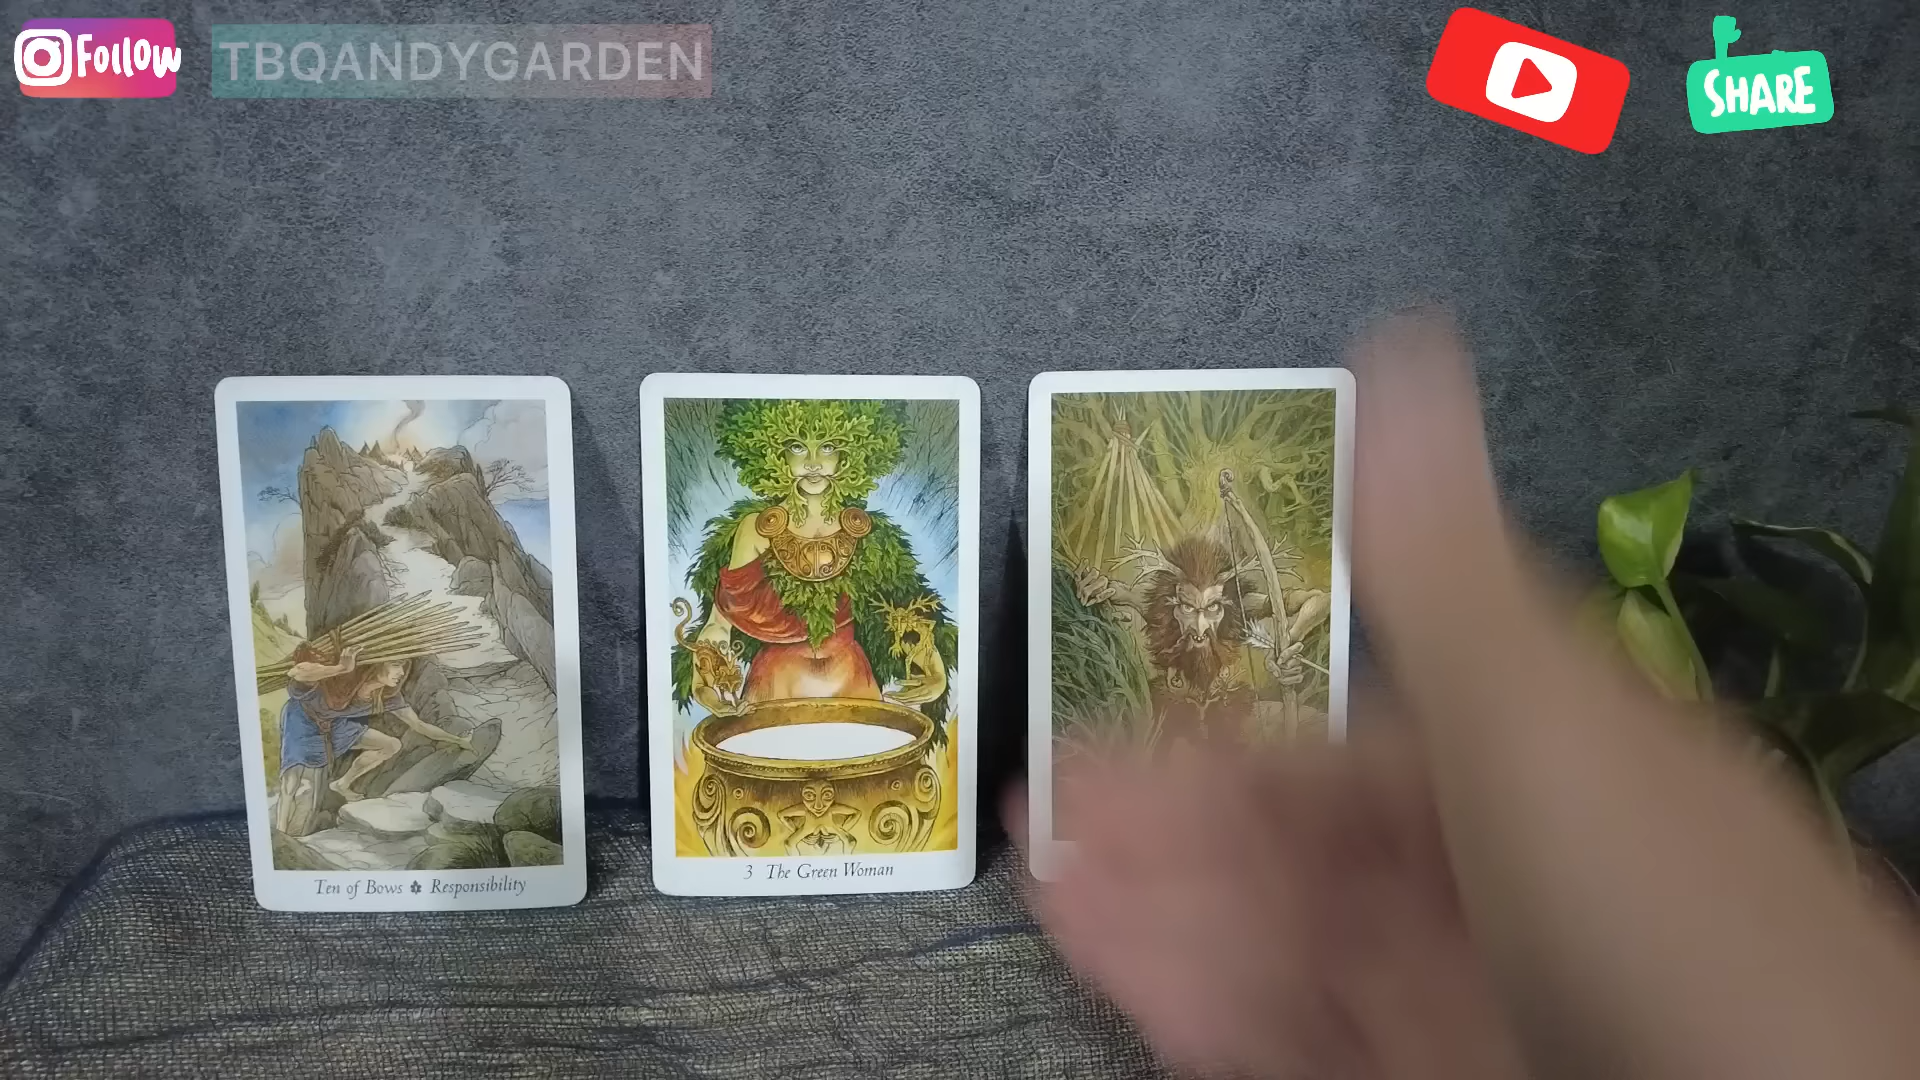 Follow
TBQANDYGARDEN
SHARE
Ten of Bows Responsibility
3 The Green Woman